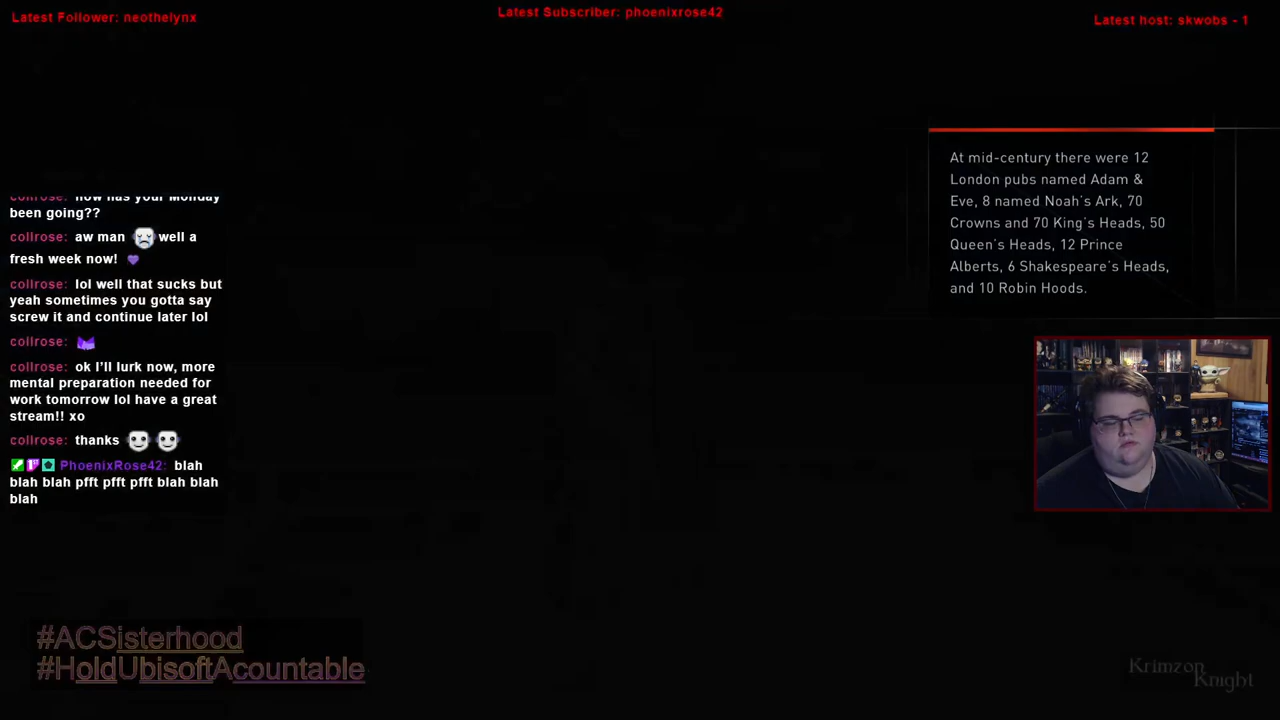 Latest Follower: neothelynx
Latest Subscriber: phoenixrose42
Latest host: skwobs - 1
At mid-century there were 12
London pubs named Adam &
Eve, 8 named Noah's Ark, 70
Crowns and 70 King's Heads, 50
Queen's Heads, 12 Prince
Alberts, 6 Shakespeare's Heads,
and 10 Robin Hoods.
collrose: how has your Monday
been going??
collrose: aw man well a
fresh week now!
collrose: lol well that sucks but
yeah sometimes you gotta say
screw it and continue later lol
collrose:
collrose: ok I'll lurk now, more
mental preparation needed for
work tomorrow lol have a great
stream!! xo
collrose: thanks
PhoenixRose42: blah
blah blah pfft pfft pfft blah blah
blah
#ACSisterhood
#HoldUbisoftAcountable
Krimzon
Knight